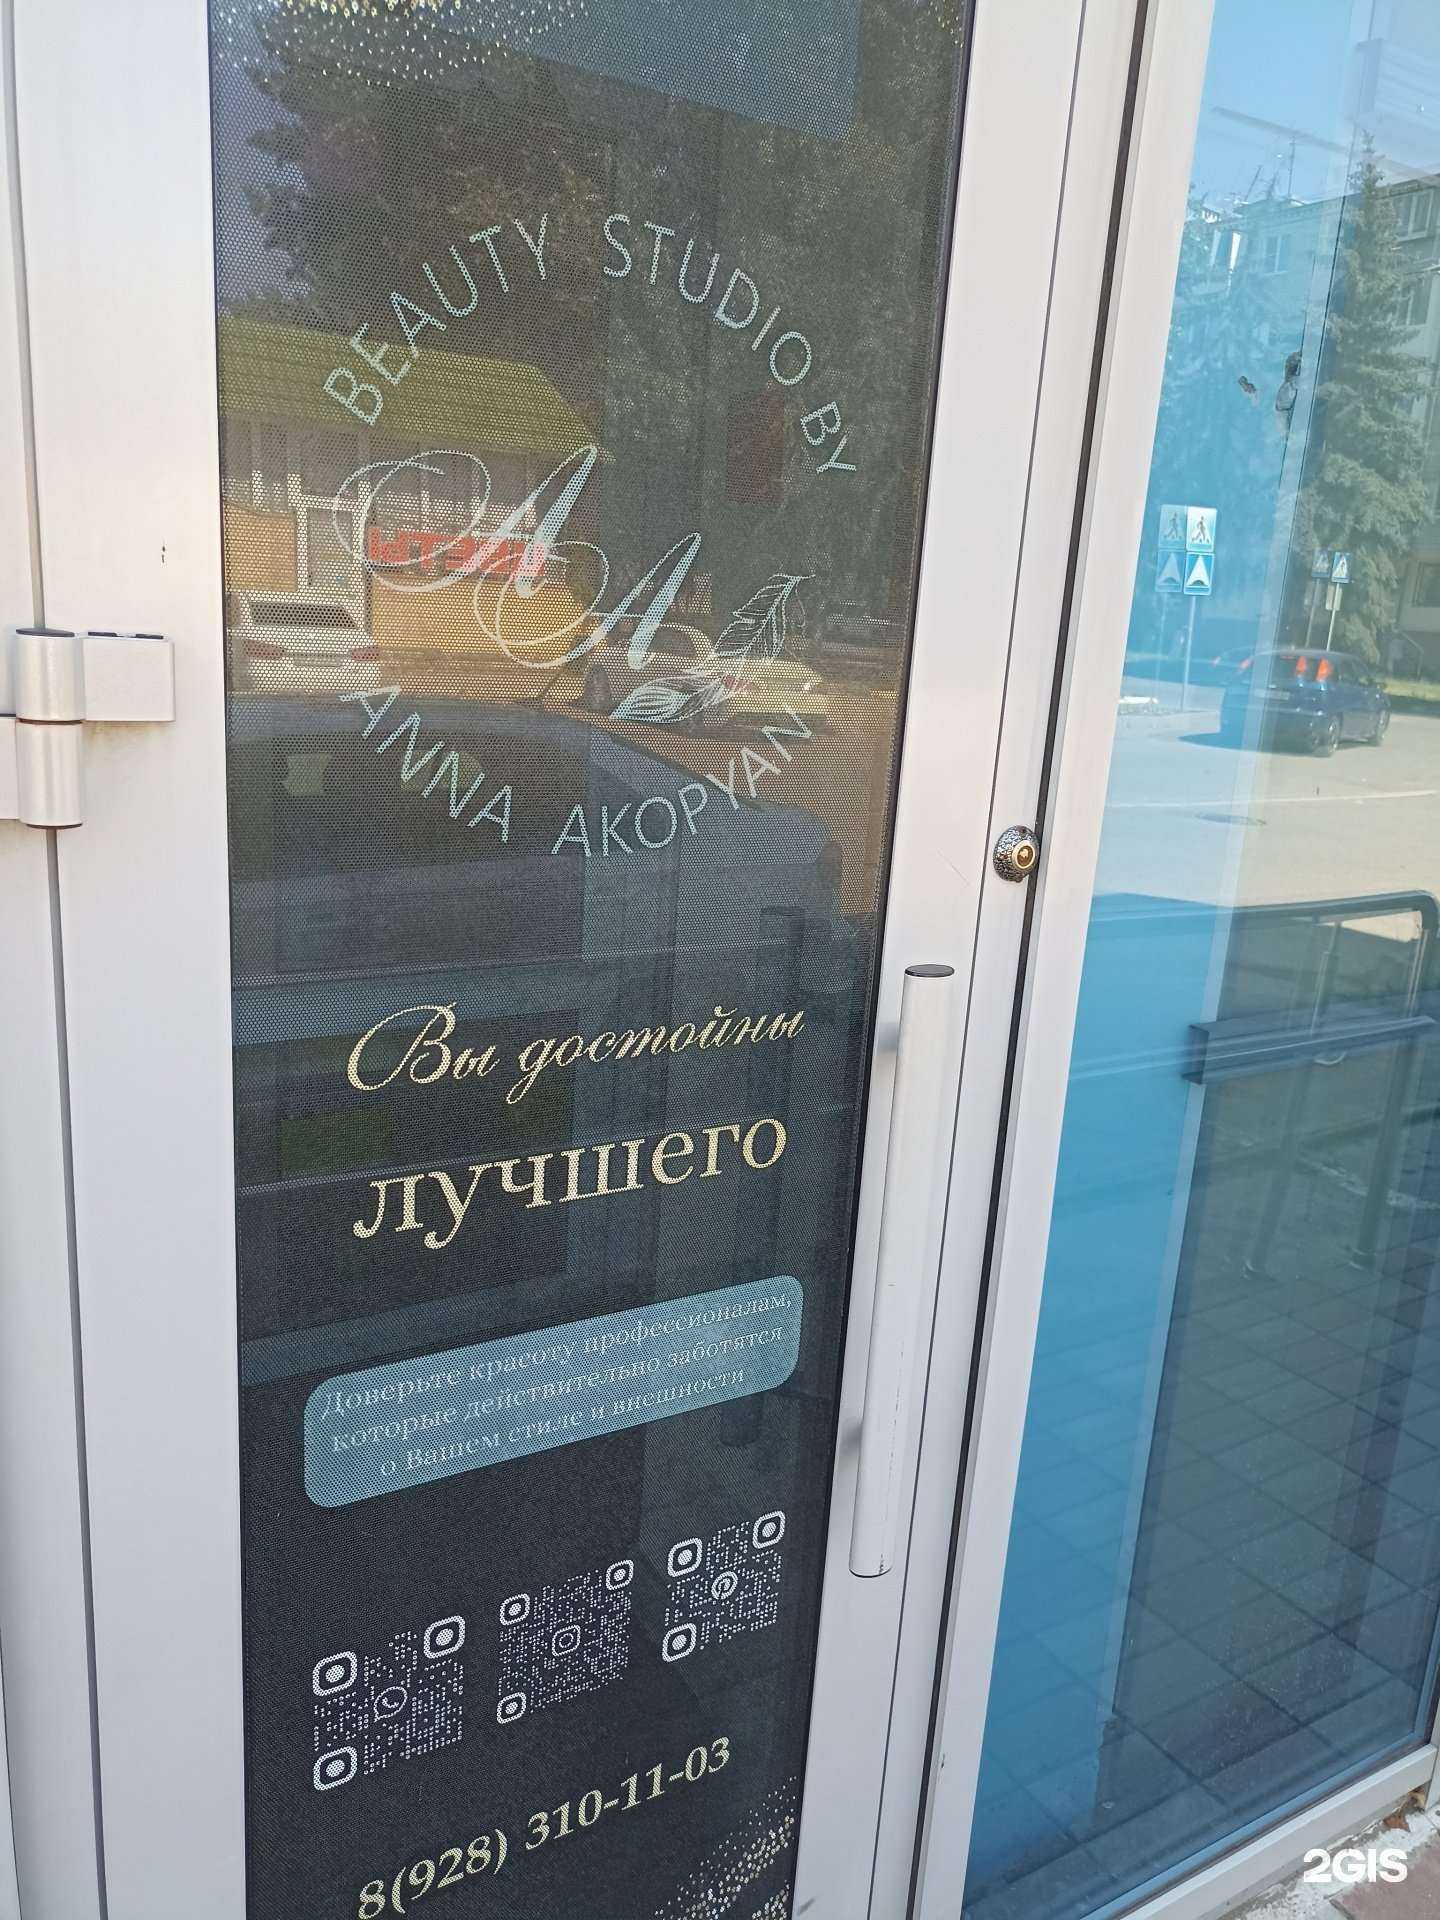 BEAUTY STUDIO BY
AA
ANNA AKOPYAN
Вы достойны
лучшего
Доверьте красоту профессионалам,
которые действительно заботятся
о Вашем стиле и внешности
8(928) 310-11-03
2GIS